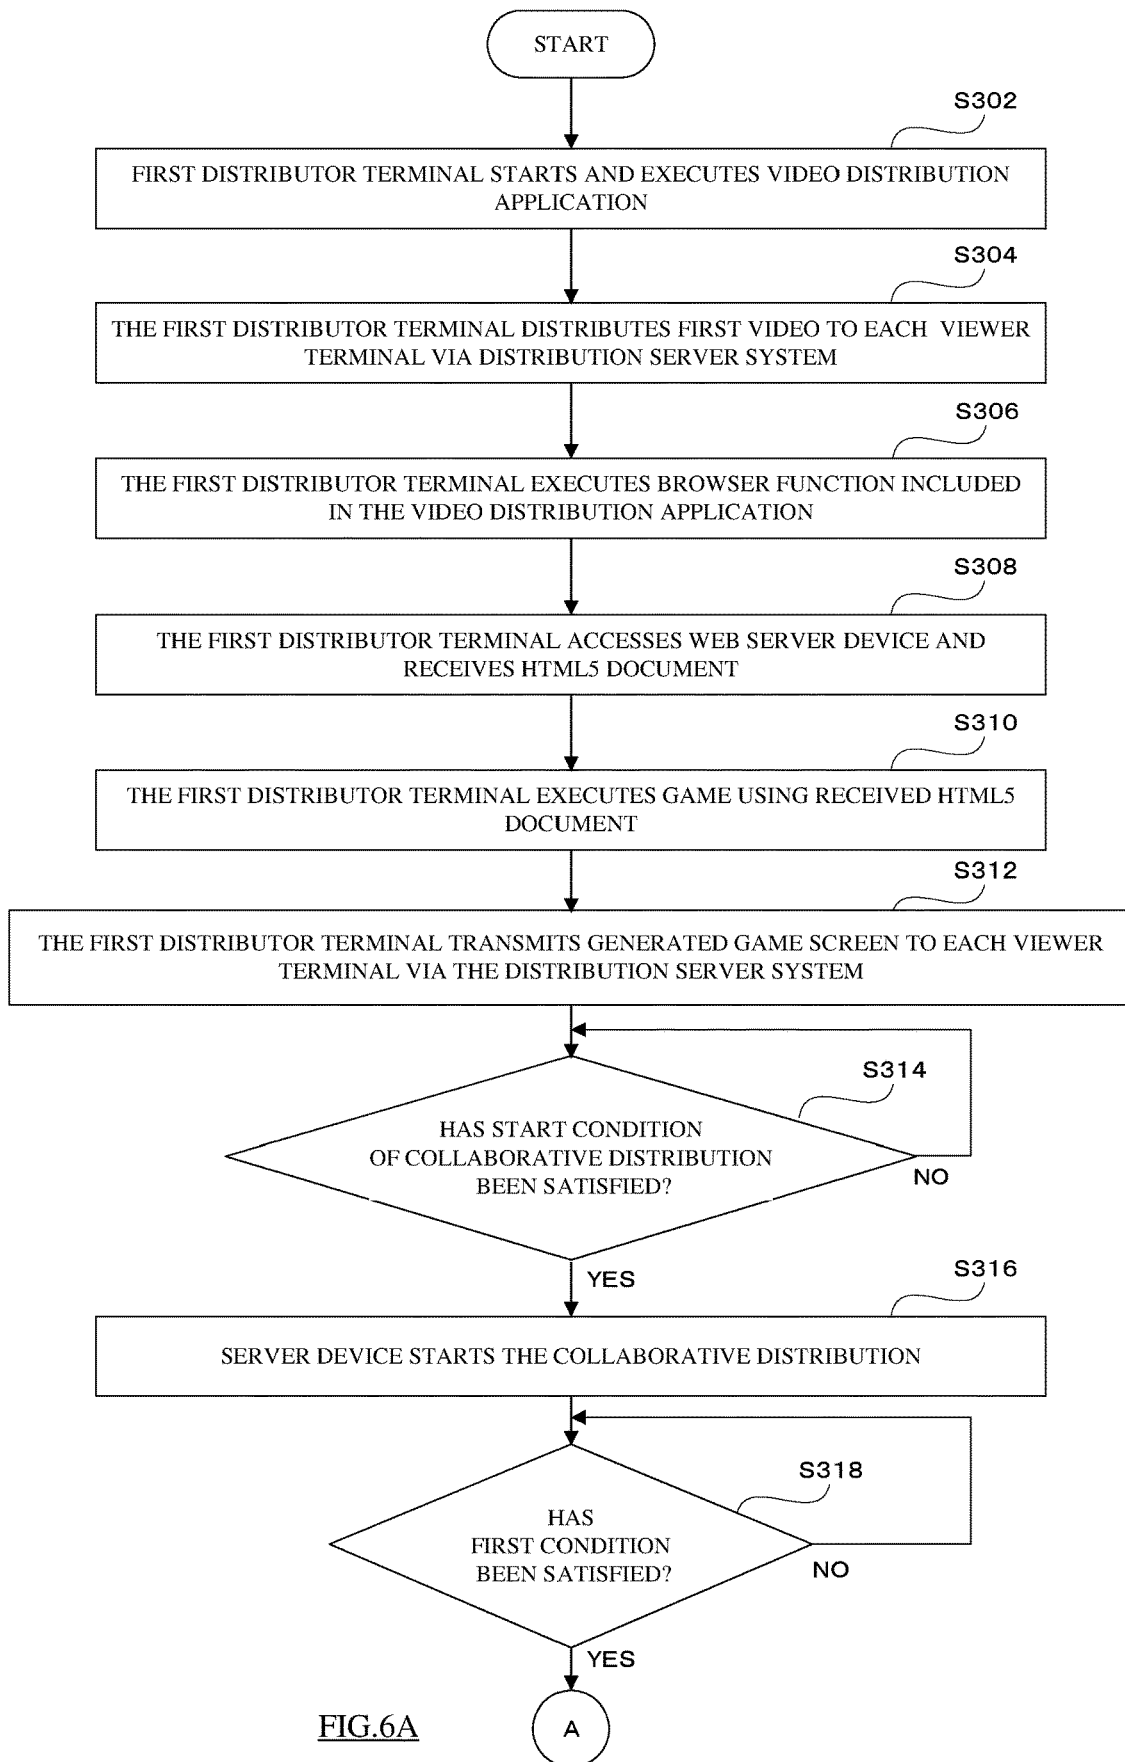 START
S302
FIRST DISTRIBUTOR TERMINAL STARTS AND EXECUTES VIDEO DISTRIBUTION
APPLICATION
S304
THE FIRST DISTRIBUTOR TERMINAL DISTRIBUTES FIRST VIDEO TO EACH VIEWER
TERMINAL VIA DISTRIBUTION SERVER SYSTEM
S306
THE FIRST DISTRIBUTOR TERMINAL EXECUTES BROWSER FUNCTION INCLUDED
IN THE VIDEO DISTRIBUTION APPLICATION
S308
THE FIRST DISTRIBUTOR TERMINAL ACCESSES WEB SERVER DEVICE AND
RECEIVES HTML5 DOCUMENT
S310
THE FIRST DISTRIBUTOR TERMINAL EXECUTES GAME USING RECEIVED HTML5
DOCUMENT
S312
THE FIRST DISTRIBUTOR TERMINAL TRANSMITS GENERATED GAME SCREEN TO EACH VIEWER
TERMINAL VIA THE DISTRIBUTION SERVER SYSTEM
S314
HAS START CONDITION
OF COLLABORATIVE DISTRIBUTION
BEEN SATISFIED?
NO
YES
S316
SERVER DEVICE STARTS THE COLLABORATIVE DISTRIBUTION
S318
HAS
FIRST CONDITION
BEEN SATISFIED?
NO
YES
A
FIG.6A